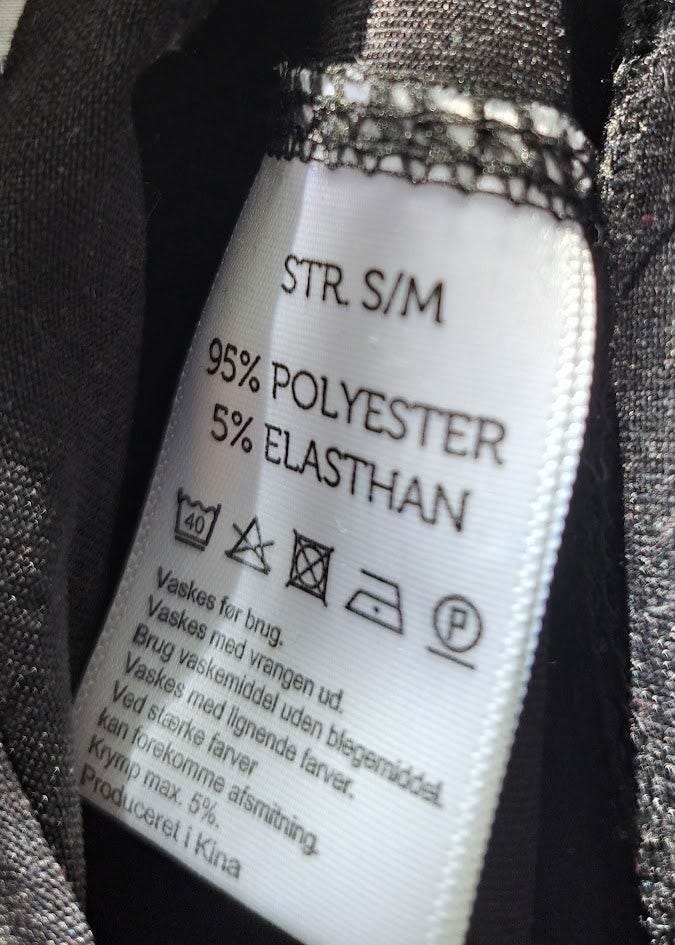 STR. S/M
95% POLYESTER
5% ELASTHAN
40 P
Vaskes før brug.
Vaskes med vrangen ud.
Brug vaskemiddel uden blegemiddel.
Vaskes med lignende farver.
Ved stærke farver
kan forekomme afsmitning.
Krymp max. 5%.
Produceret i Kina